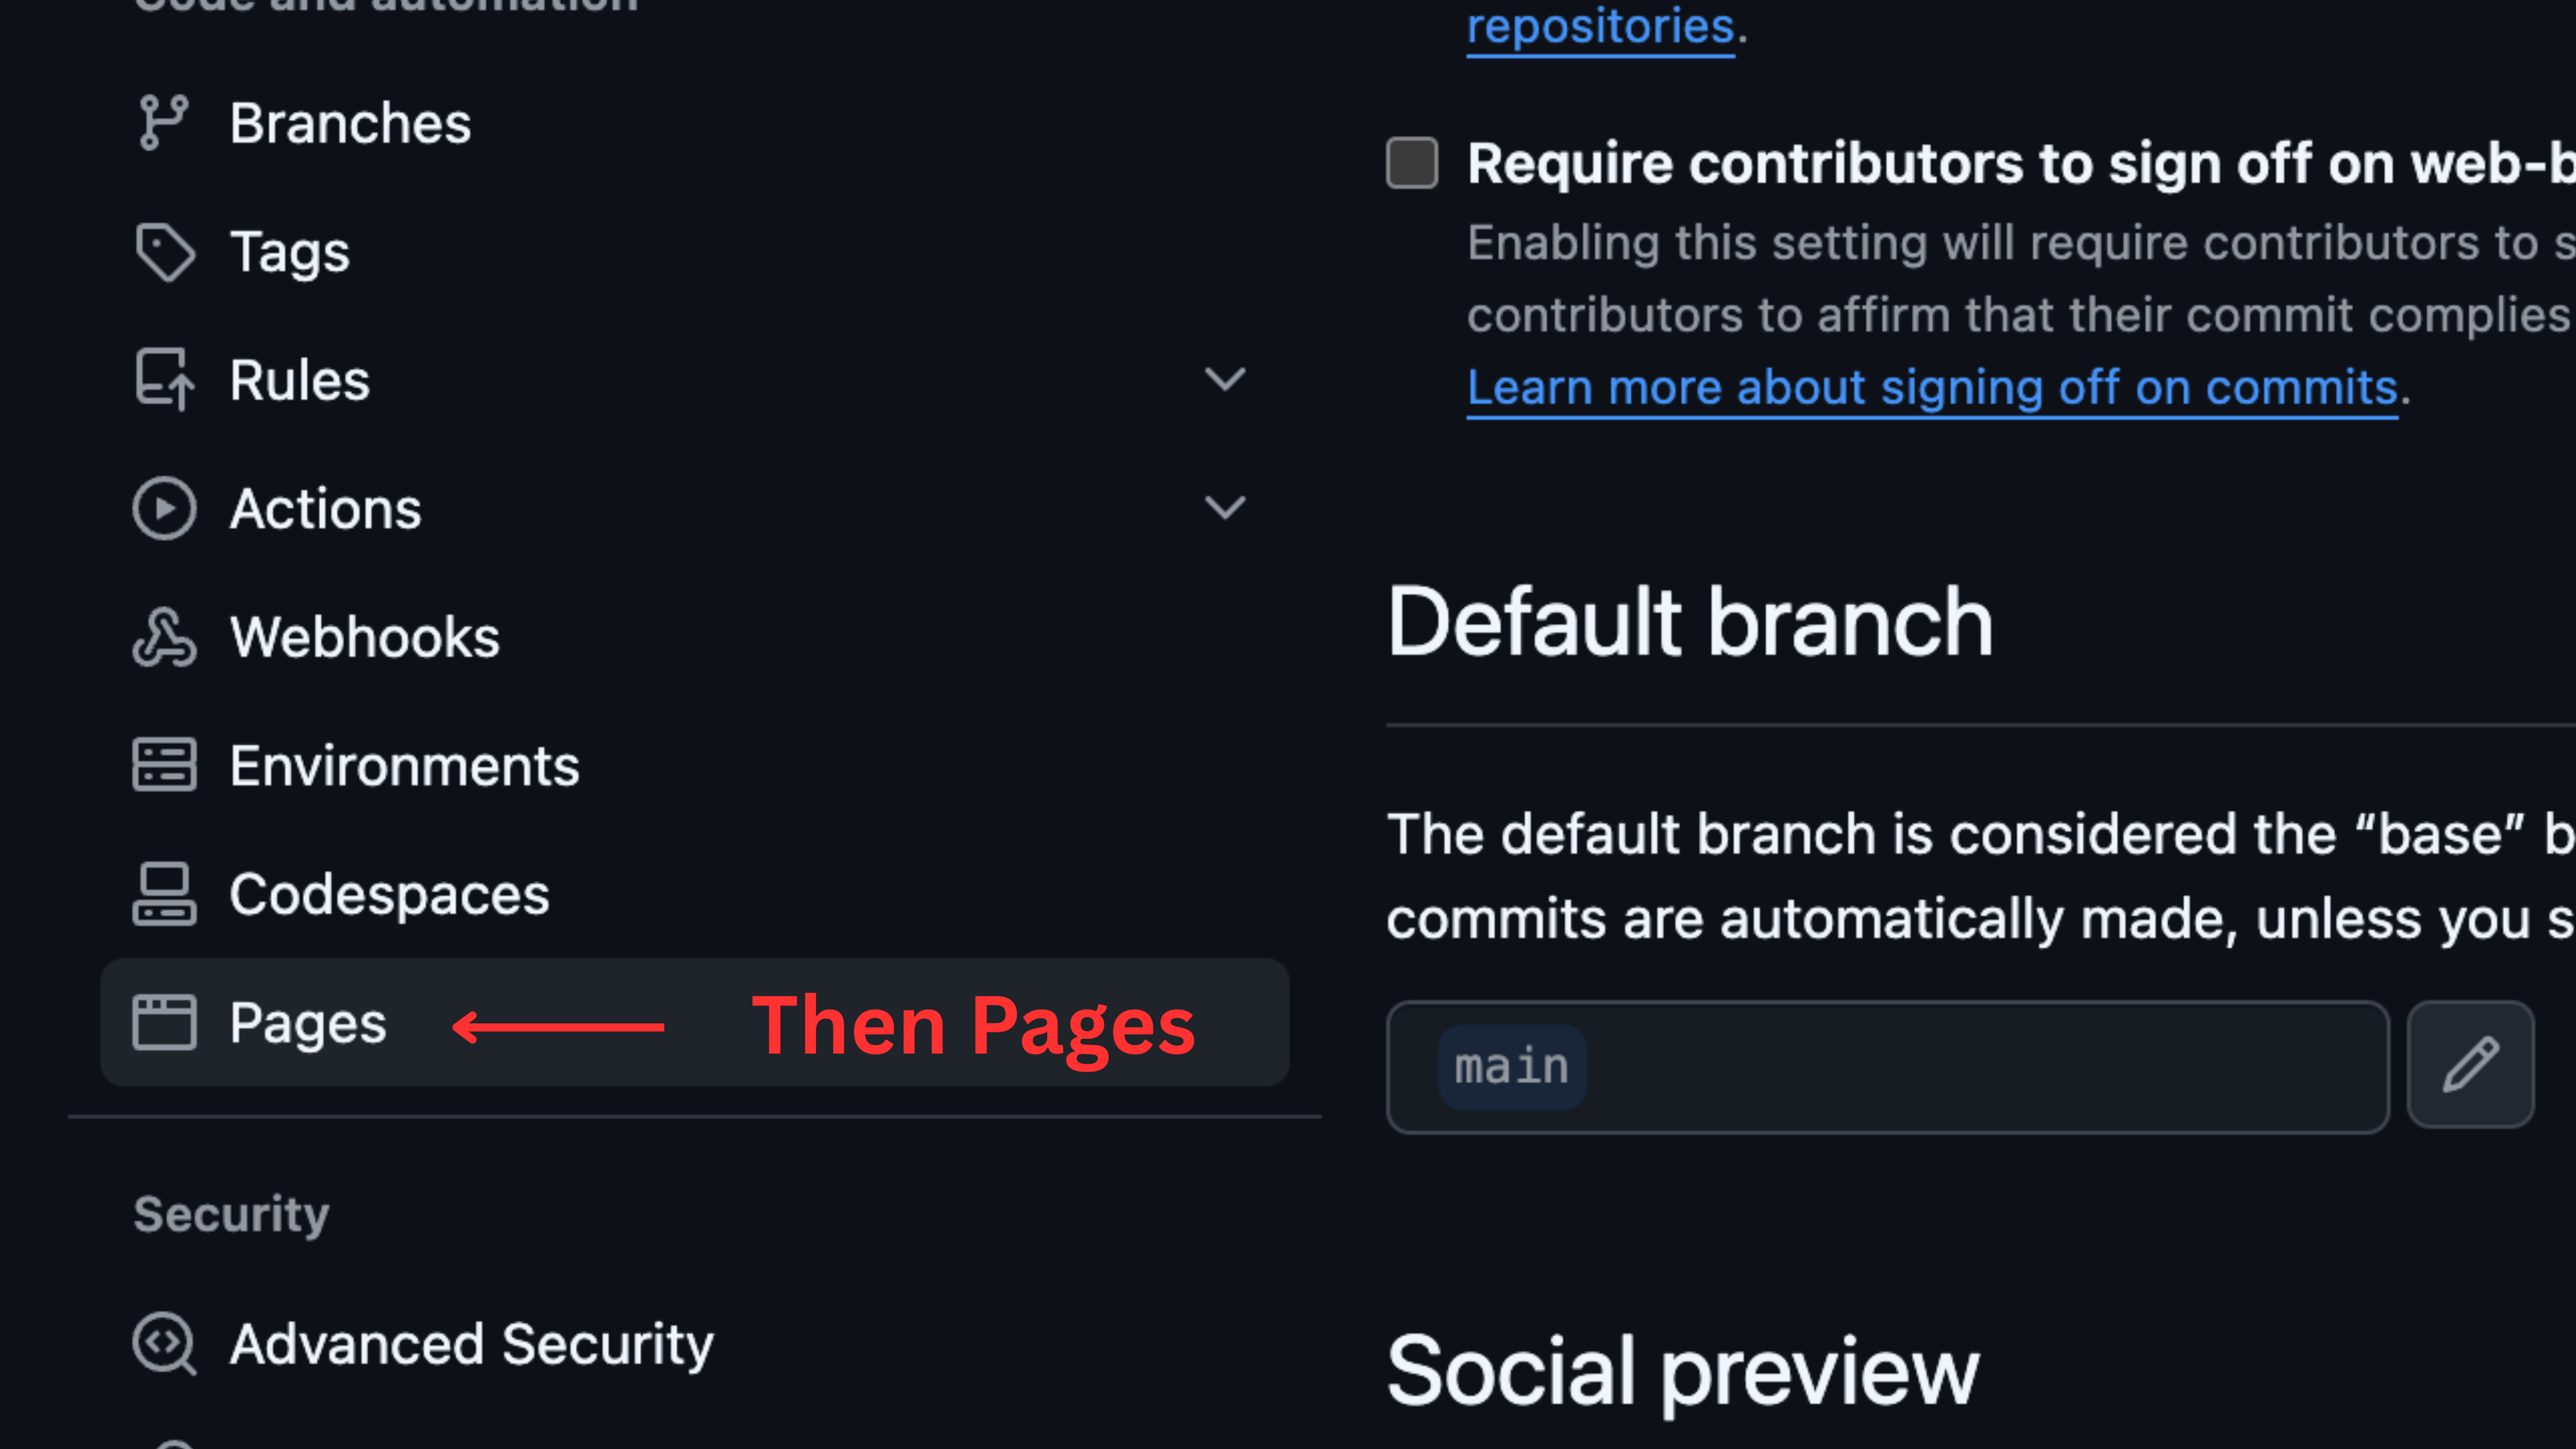 Code and automation
Branches
Tags
Rules
Actions
Webhooks
Environments
Codespaces
Pages
Then Pages
Security
Advanced Security
repositories.
Require contributors to sign off on web-b
Enabling this setting will require contributors to s
contributors to affirm that their commit complies
Learn more about signing off on commits.
Default branch
The default branch is considered the “base” b
commits are automatically made, unless you s
main
Social preview